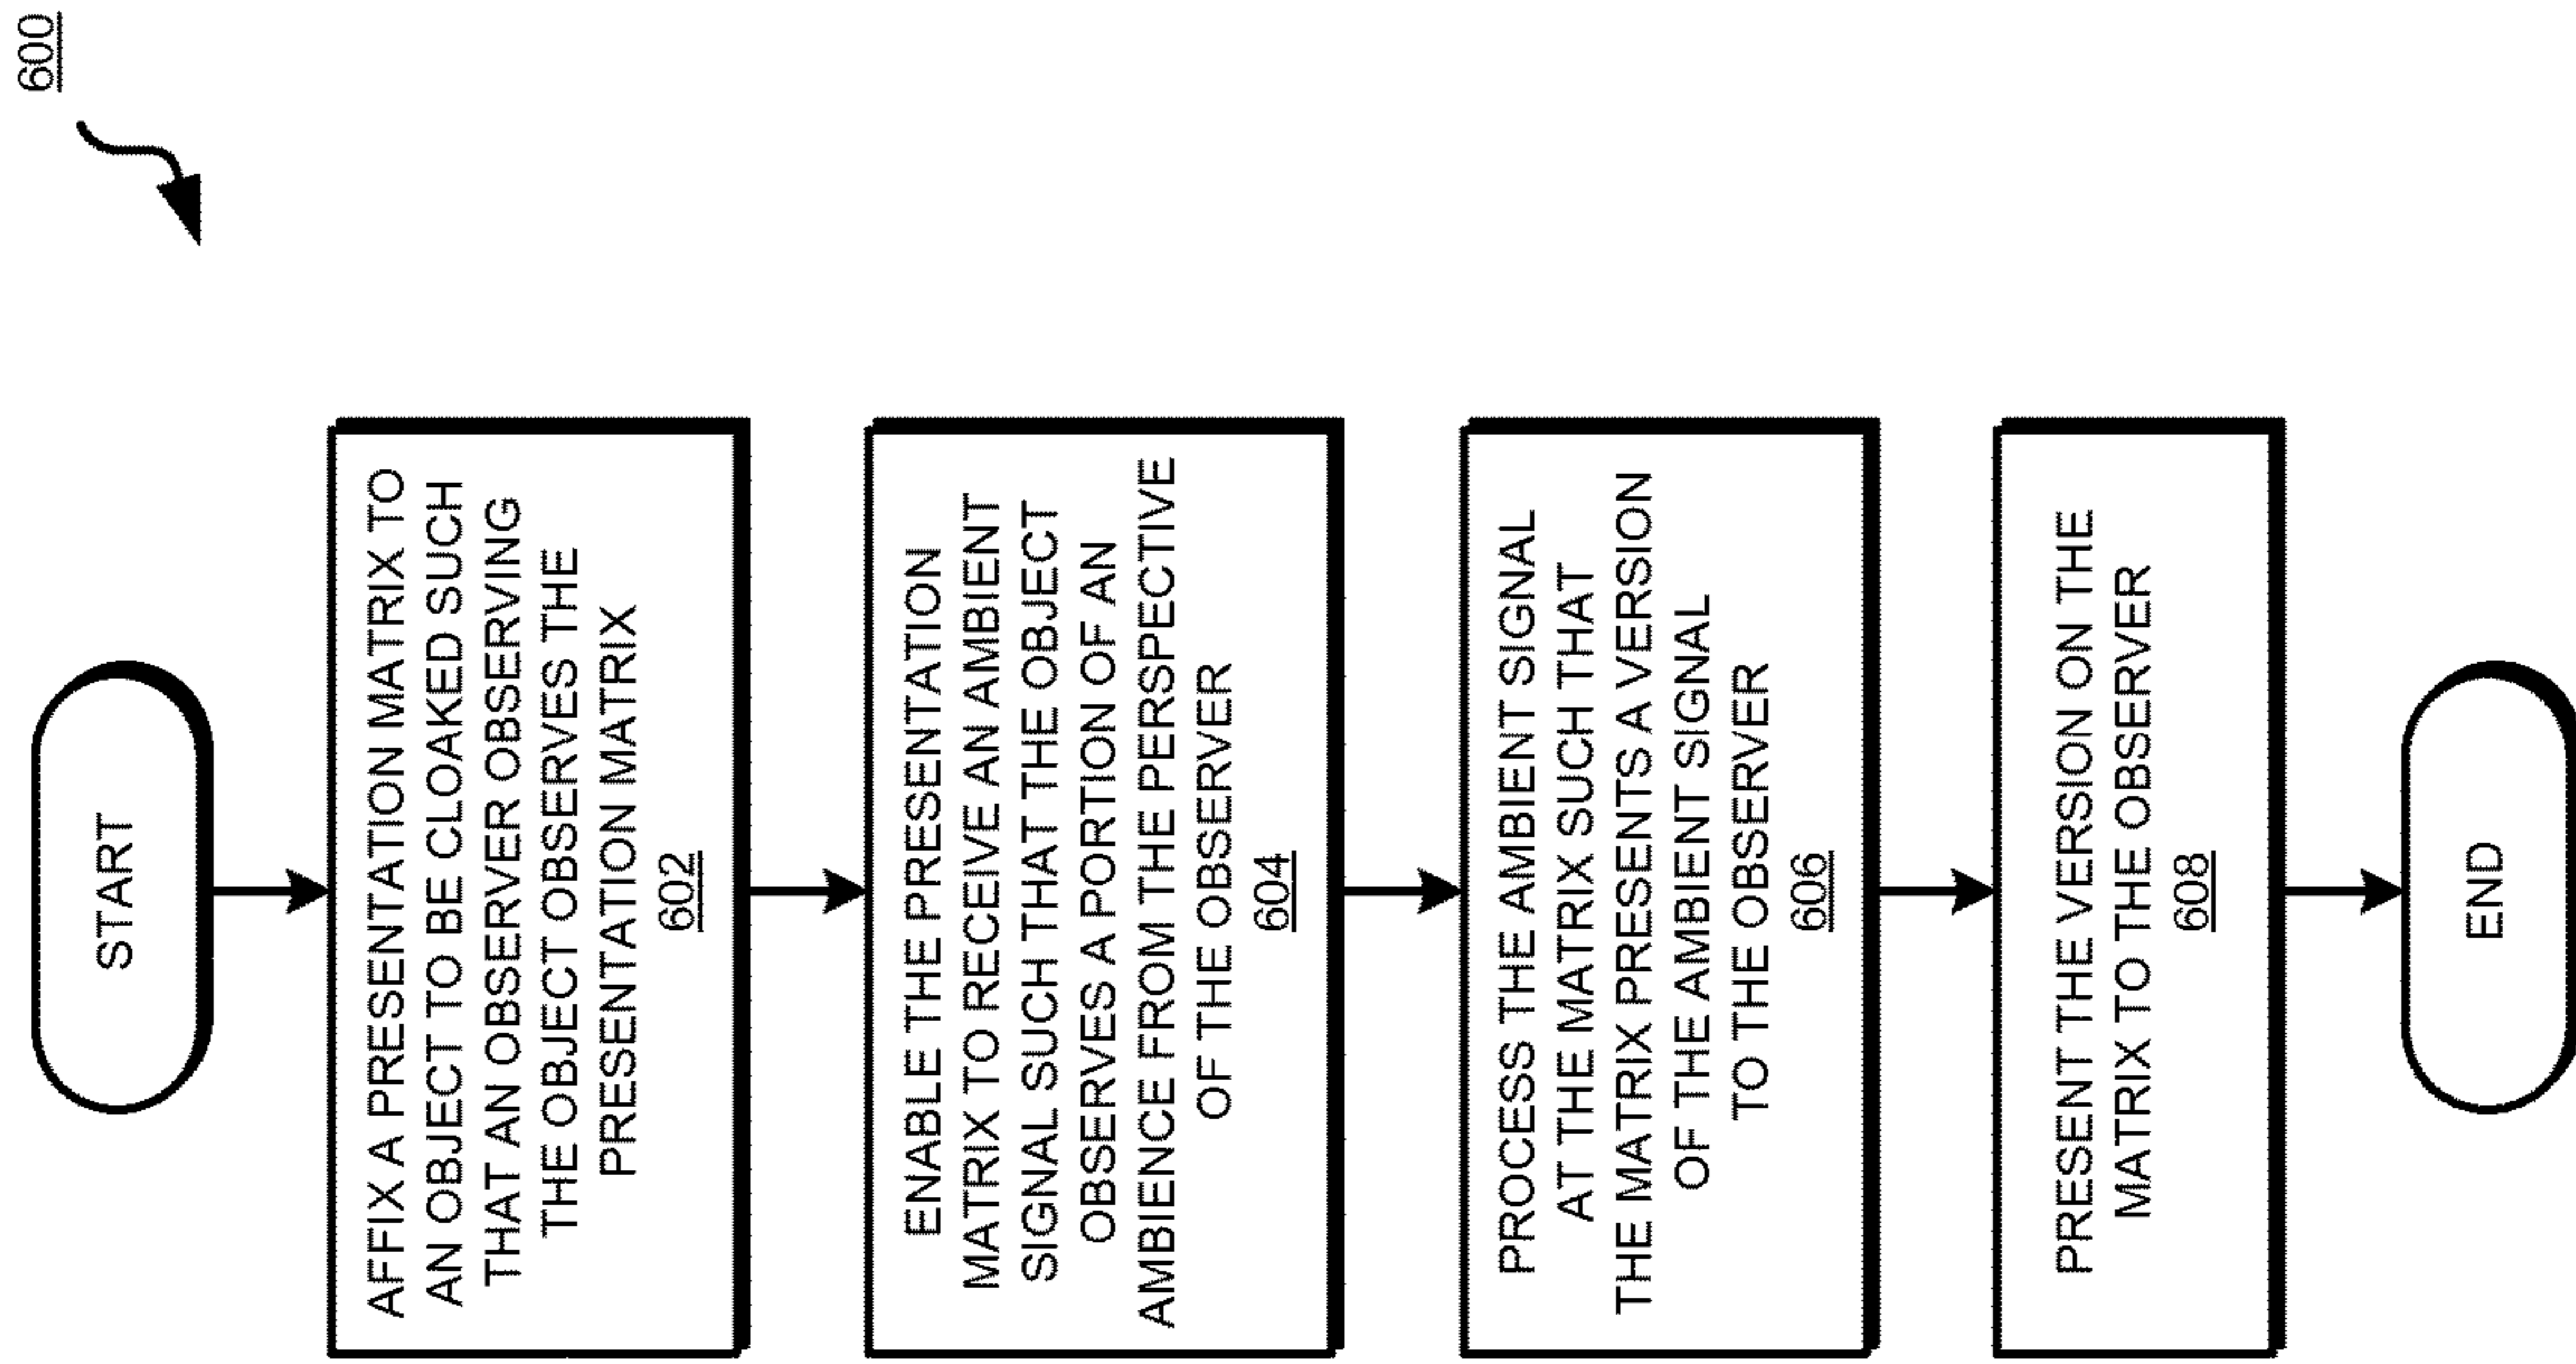 600
START
AFFIX A PRESENTATION MATRIX TO
AN OBJECT TO BE CLOAKED SUCH
THAT AN OBSERVER OBSERVING
THE OBJECT OBSERVES THE
PRESENTATION MATRIX
602
ENABLE THE PRESENTATION
MATRIX TO RECEIVE AN AMBIENT
SIGNAL SUCH THAT THE OBJECT
OBSERVES A PORTION OF AN
AMBIENCE FROM THE PERSPECTIVE
OF THE OBSERVER
604
PROCESS THE AMBIENT SIGNAL
AT THE MATRIX SUCH THAT
THE MATRIX PRESENTS A VERSION
OF THE AMBIENT SIGNAL
TO THE OBSERVER
606
PRESENT THE VERSION ON THE
MATRIX TO THE OBSERVER
608
END